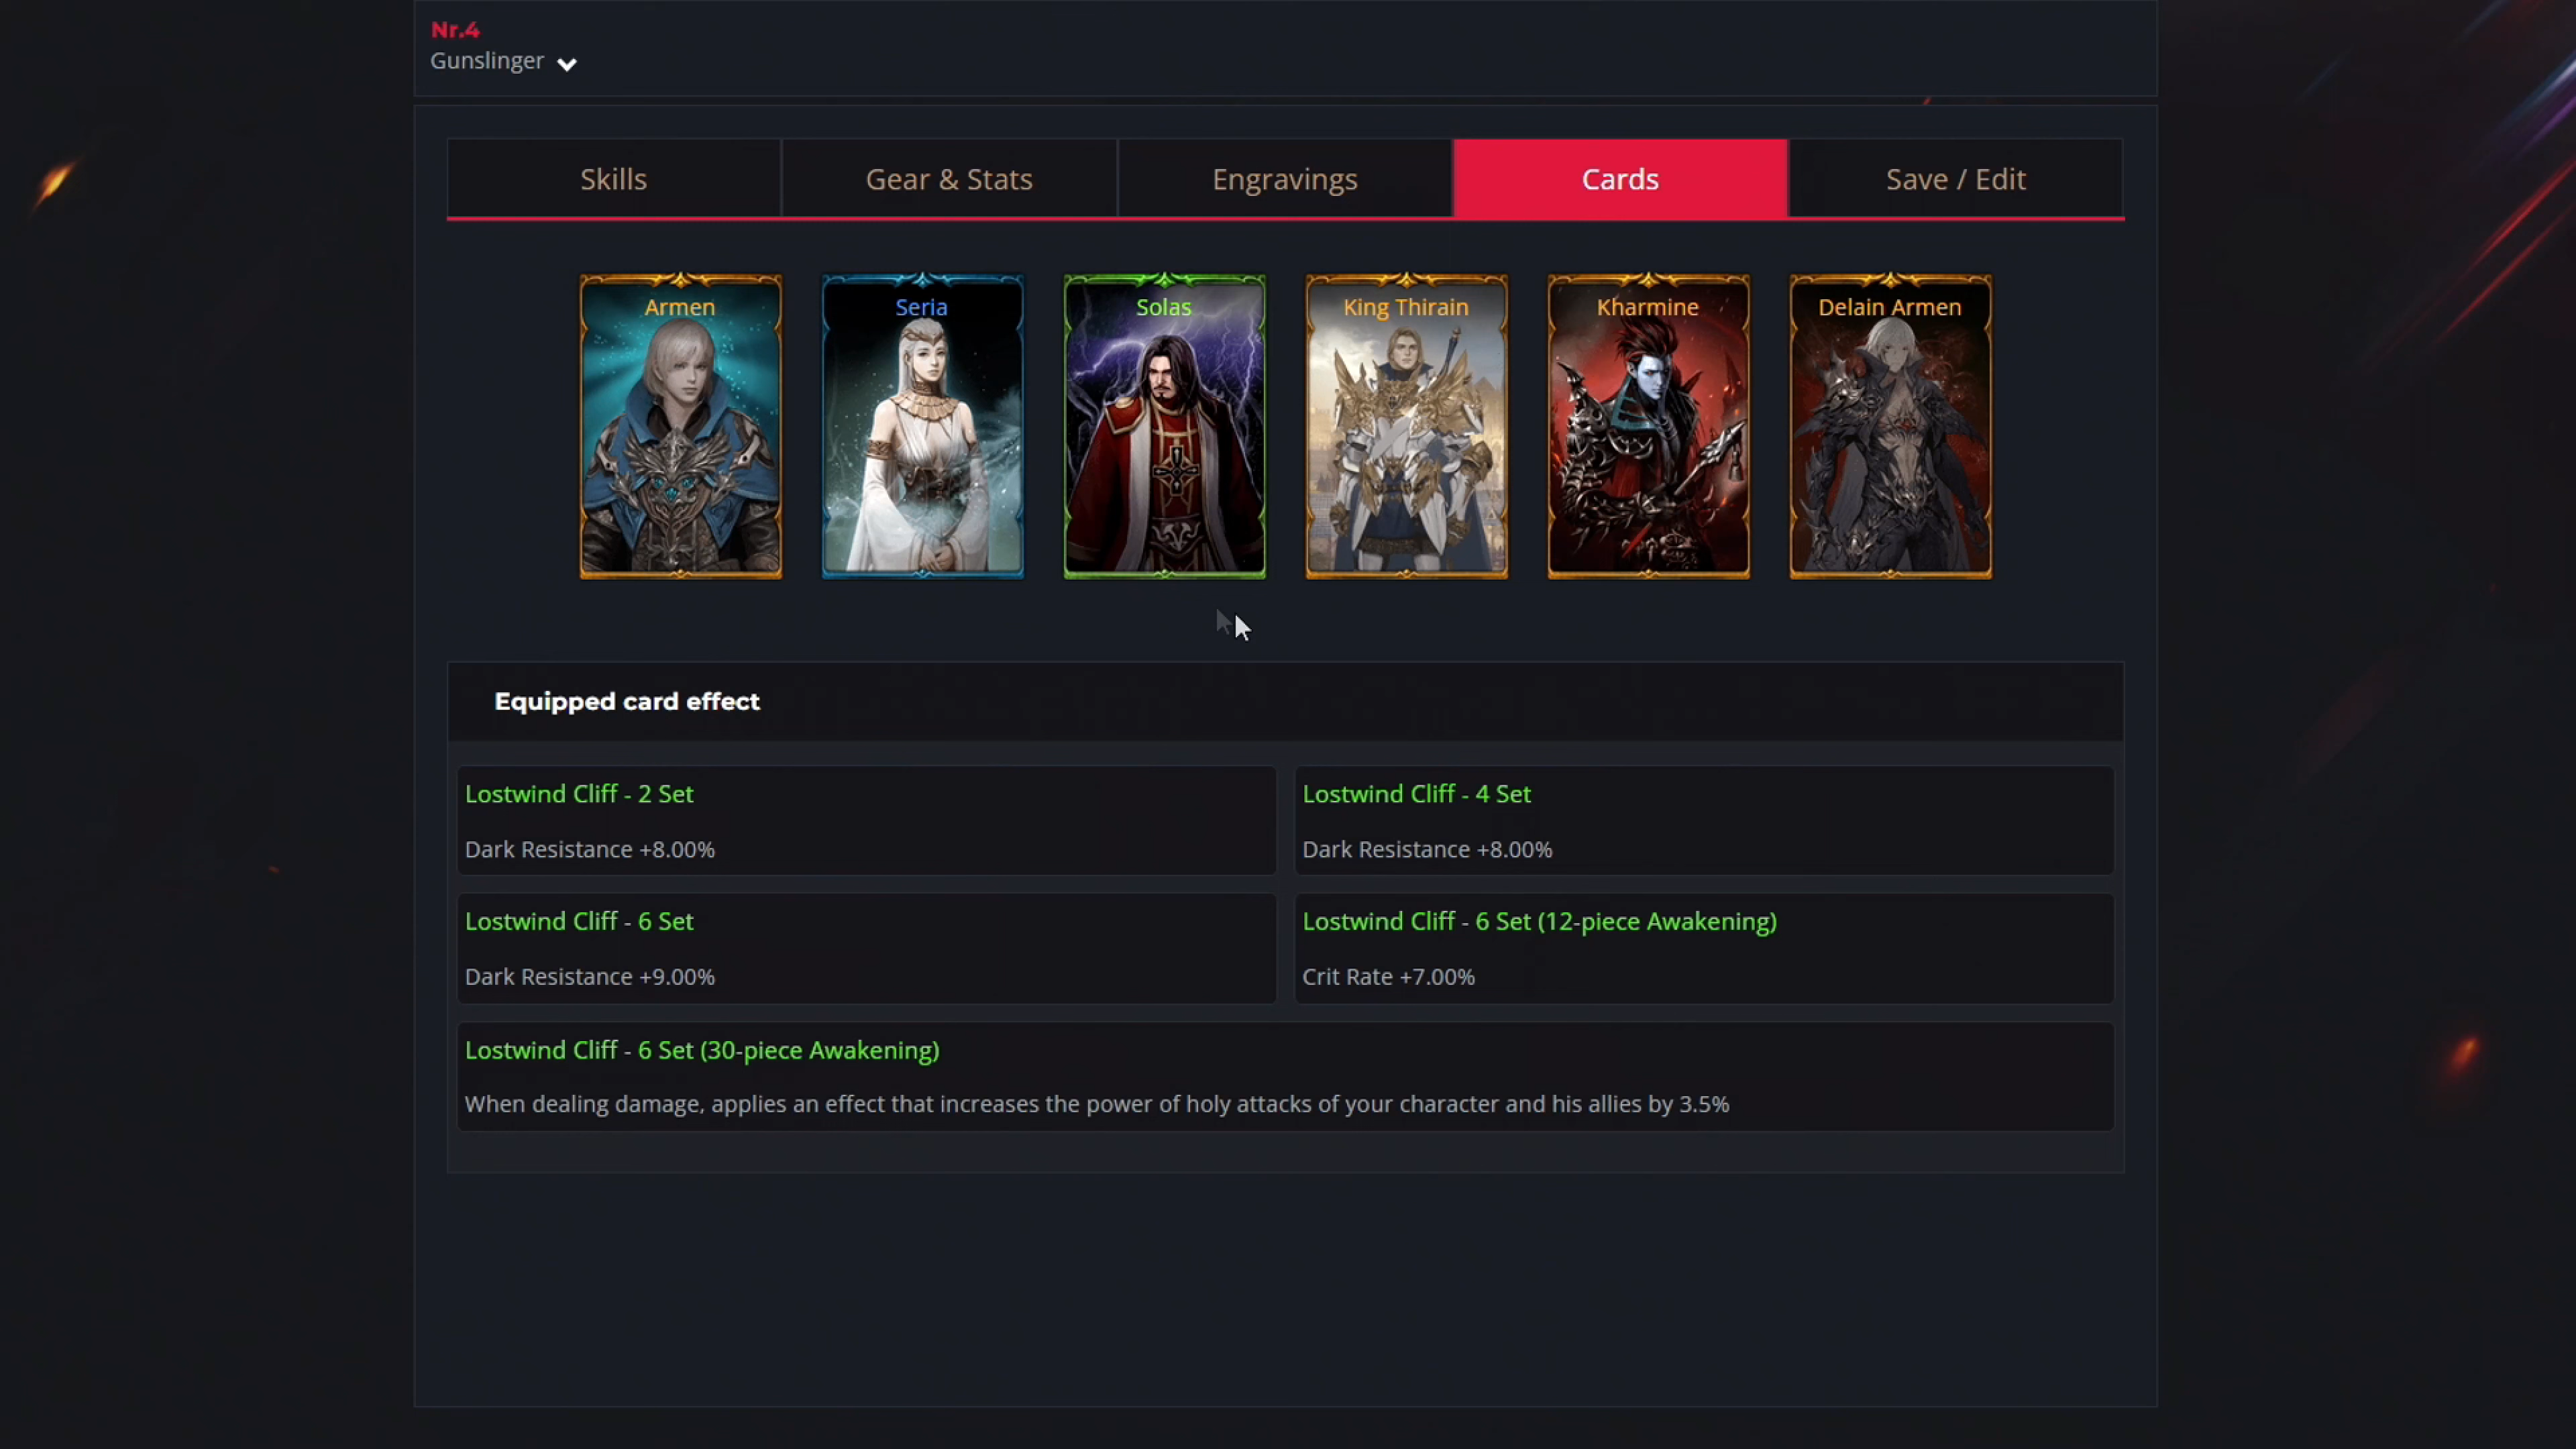 Nr.4
Gunslinger
Skills
Gear & Stats
Engravings
Cards
Save / Edit
Armen
Seria
Solas
King Thirain
Kharmine
Delain Armen
Equipped card effect
Lostwind Cliff - 2 Set
Dark Resistance +8.00%
Lostwind Cliff - 4 Set
Dark Resistance +8.00%
Lostwind Cliff - 6 Set
Dark Resistance +9.00%
Lostwind Cliff - 6 Set (12-piece Awakening)
Crit Rate +7.00%
Lostwind Cliff - 6 Set (30-piece Awakening)
When dealing damage, applies an effect that increases the power of holy attacks of your character and his allies by 3.5%